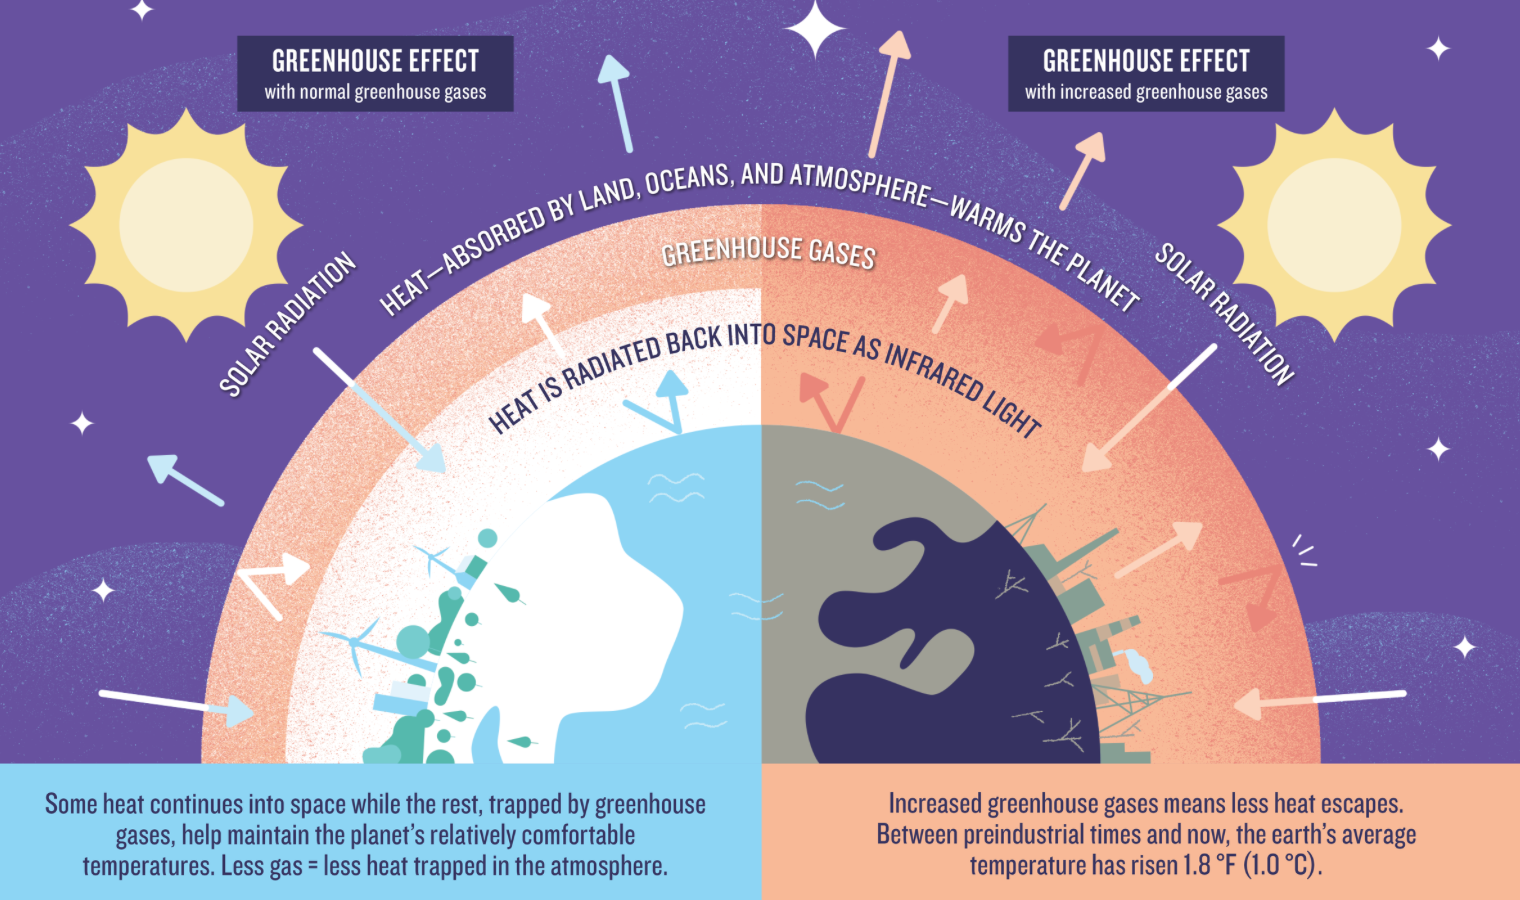 GREENHOUSE EFFECT
with normal greenhouse gases
GREENHOUSE EFFECT
with increased greenhouse gases
SOLAR RADIATION
HEAT—ABSORBED BY LAND, OCEANS, AND ATMOSPHERE—WARMS THE PLANET
SOLAR RADIATION
GREENHOUSE GASES
HEAT IS RADIATED BACK INTO SPACE AS INFRARED LIGHT
Some heat continues into space while the rest, trapped by greenhouse
gases, help maintain the planet's relatively comfortable
temperatures. Less gas = less heat trapped in the atmosphere.
Increased greenhouse gases means less heat escapes.
Between preindustrial times and now, the earth's average
temperature has risen 1.8 °F (1.0 °C).